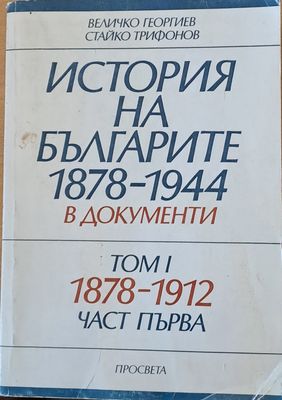 ВЕЛИЧКО ГЕОРГИЕВ
СТАЙКО ТРИФОНОВ
ИСТОРИЯ
НА
БЪЛГАРИТЕ
1878-1944
В ДОКУМЕНТИ
ТОМ I
1878-1912
ЧАСТ ПЪРВА
ПРОСВЕТА